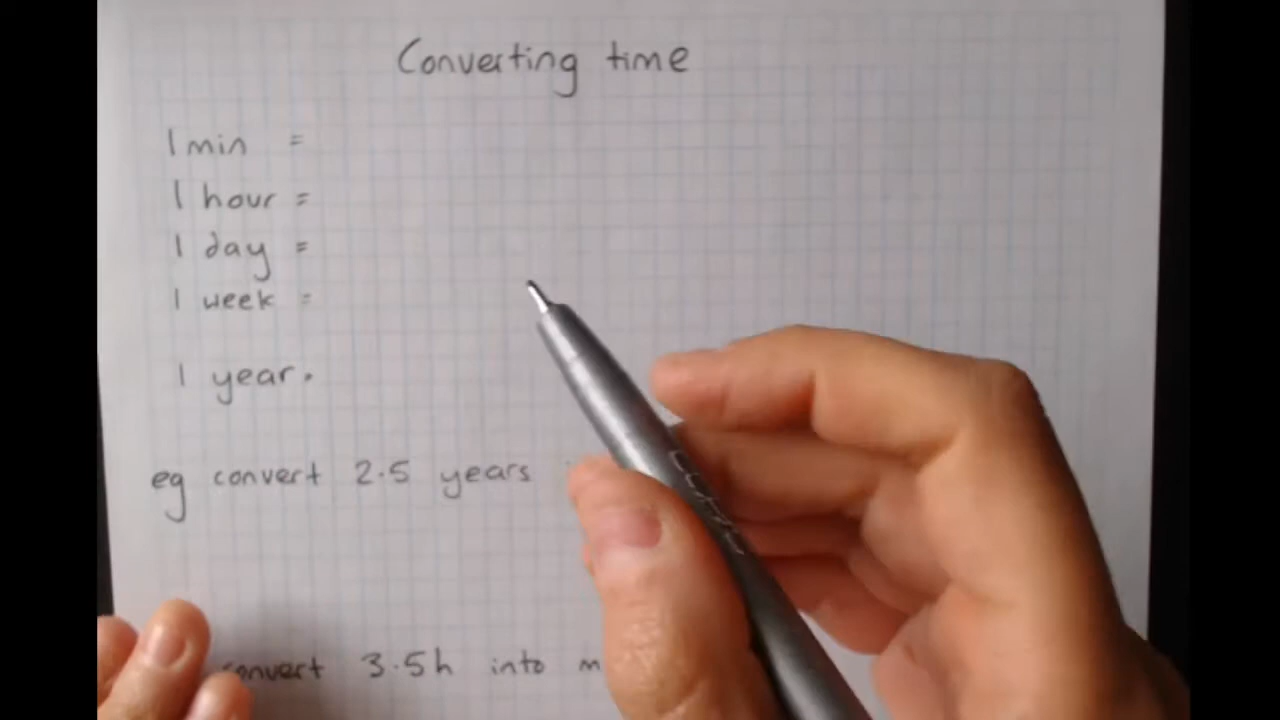 Converting time
1 min =
1 hour =
1 day =
1 week =
1 year.
eg convert 2.5 years
convert 3.5h into